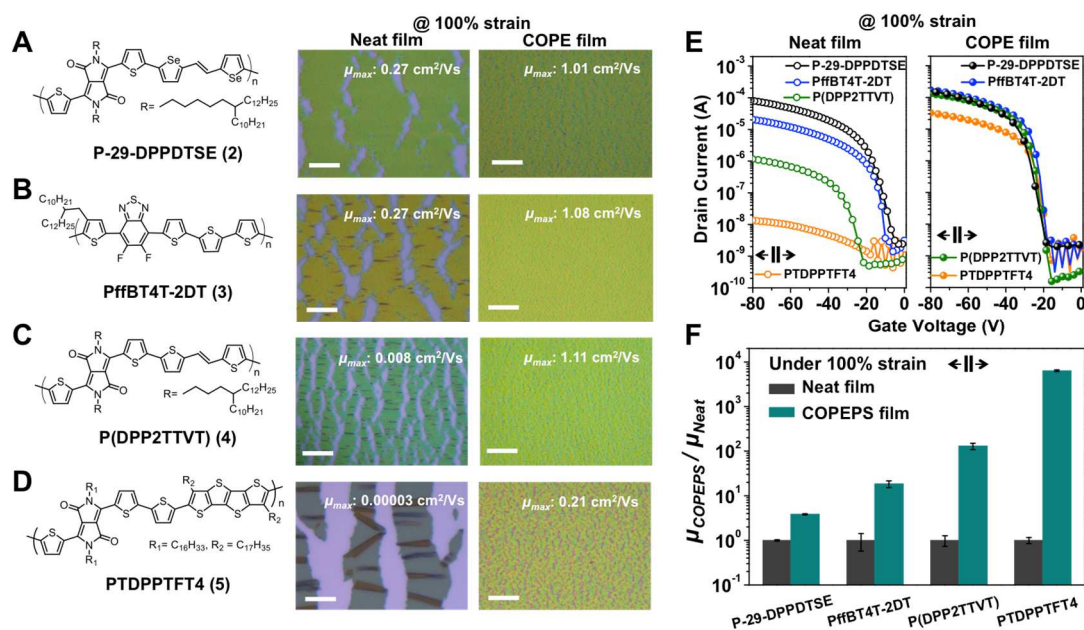 @ 100% strain
Neat film
COPE film
A
R
N
O
S
Se
n
R=
C12H25
C10H21
P-29-DPPDTSE (2)
μmax: 0.27 cm2/Vs
1.01 cm2/Vs
B
C10H21
C12H25
N
S
F
F
n
PffBT4T-2DT (3)
μmax: 0.27 cm2/Vs
μmax: 1.08 cm2/Vs
C
R
N
O
S
n
R=
C12H25
C10H21
P(DPP2TTVT) (4)
μmax: 0.008 cm2/Vs
μmax: 1.11 cm2/Vs
D
R1
N
O
S
R2
n
R1= C16H33, R2 = C17H35
PTDPPTFT4 (5)
μmax: 0.00003 cm2/Vs
μmax: 0.21 cm2/Vs
E
@ 100% strain
Neat film
COPE film
P-29-DPPDTSE
PffBT4T-2DT
P(DPP2TTVT)
PTDPPTFT4
P-29-DPPDTSE
PffBT4T-2DT
P(DPP2TTVT)
PTDPPTFT4
Drain Current (A)
10-3
10-4
10-5
10-6
10-7
10-8
10-9
10-10
-80 -60 -40 -20 0
-80 -60 -40 -20 0
Gate Voltage (V)
F
Under 100% strain
Neat film
COPEPS film
μCOPEPS / μNeat
104
103
102
101
100
10-1
P-29-DPPDTSE
PffBT4T-2DT
P(DPP2TTVT)
PTDPPTFT4